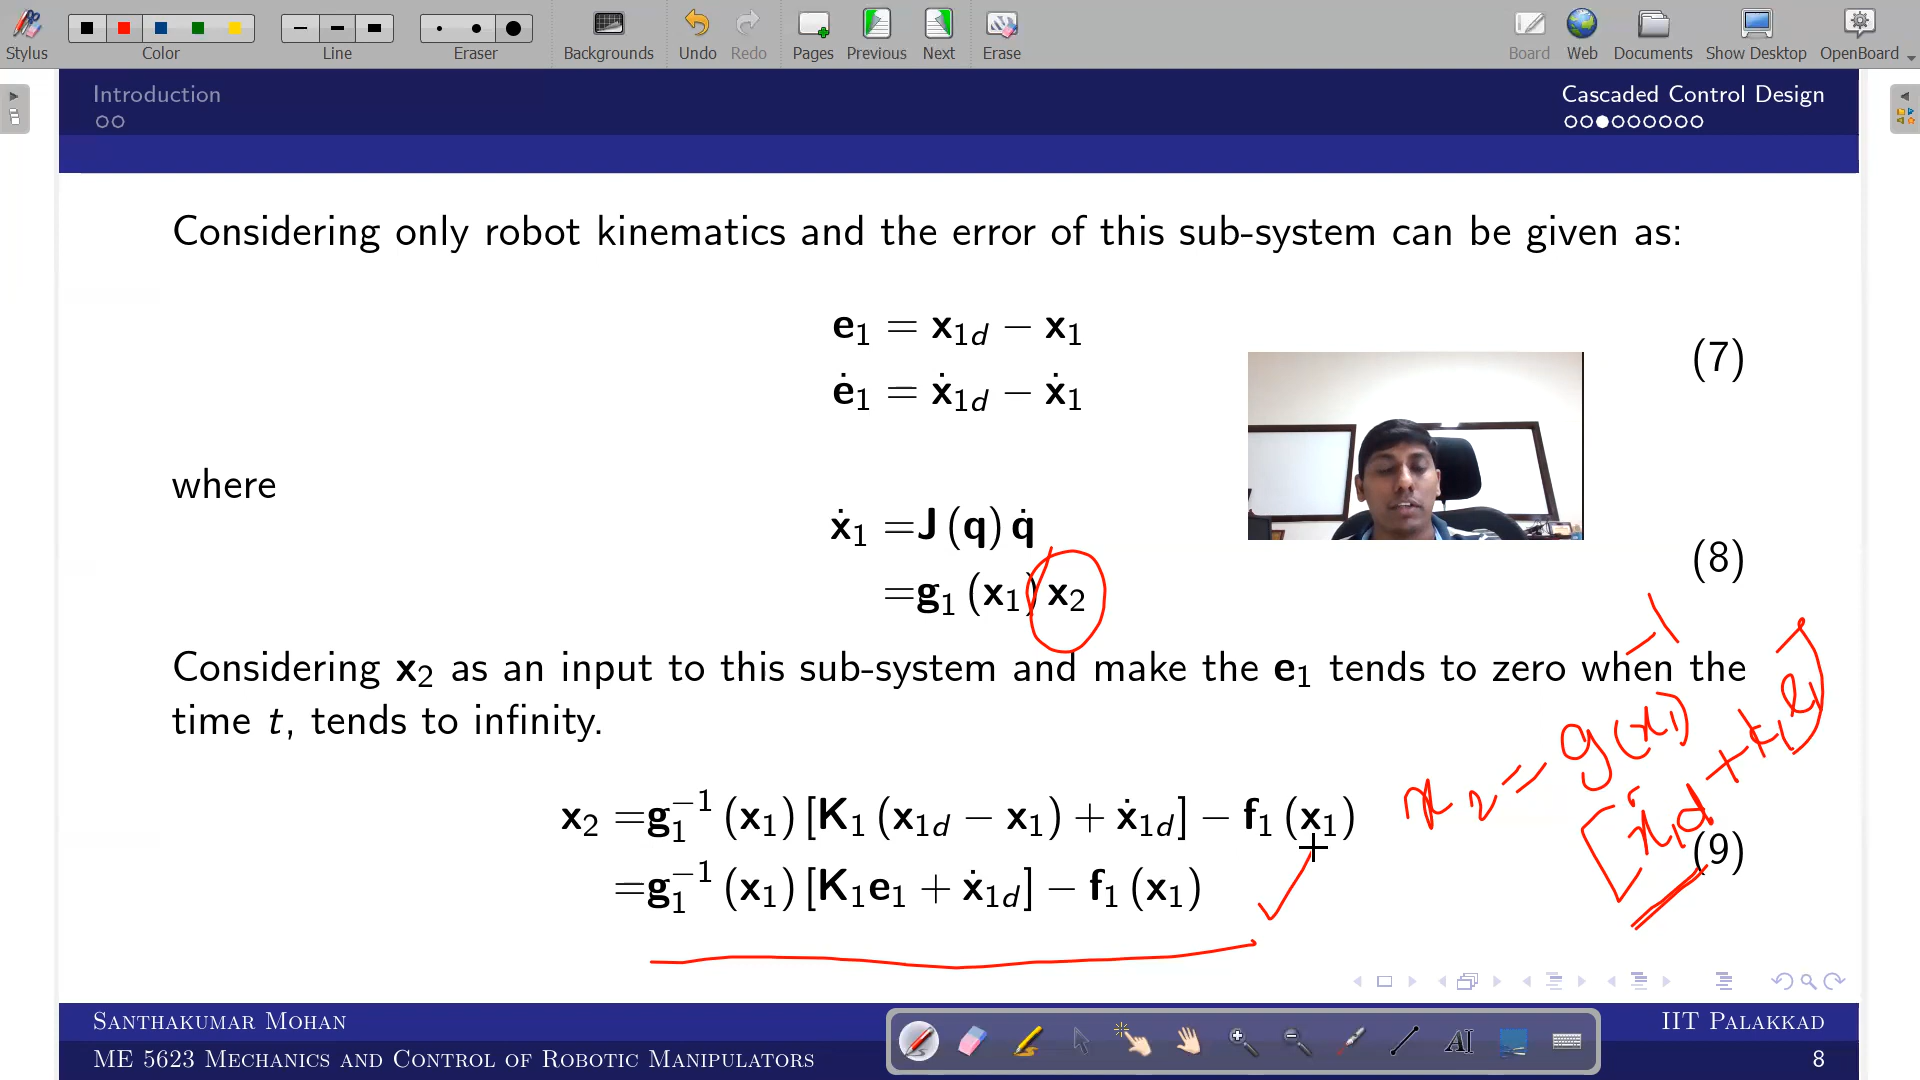 Stylus
Color
Line
Eraser
Backgrounds
Undo
Redo
Pages
Previous
Next
Erase
Board
Web
Documents
Show Desktop
OpenBoard
Introduction
Cascaded Control Design
Considering only robot kinematics and the error of this sub-system can be given as:
e₁ = x₁d − x₁
ė₁ = ẋ₁d − ẋ₁
(7)
where
ẋ₁ =J (q) q̇
=g₁ (x₁) x₂
(8)
Considering x₂ as an input to this sub-system and make the e₁ tends to zero when the
time t, tends to infinity.
x₂ =g₁⁻¹ (x₁) [K₁ (x₁d − x₁) + ẋ₁d] − f₁ (x₁)
=g₁⁻¹ (x₁) [K₁e₁ + ẋ₁d] − f₁ (x₁)
(9)
x₂ = g(x₁)⁻¹
[ẋ₁d + k₁e₁]
Santhakumar Mohan
IIT Palakkad
ME 5623 Mechanics and Control of Robotic Manipulators
8